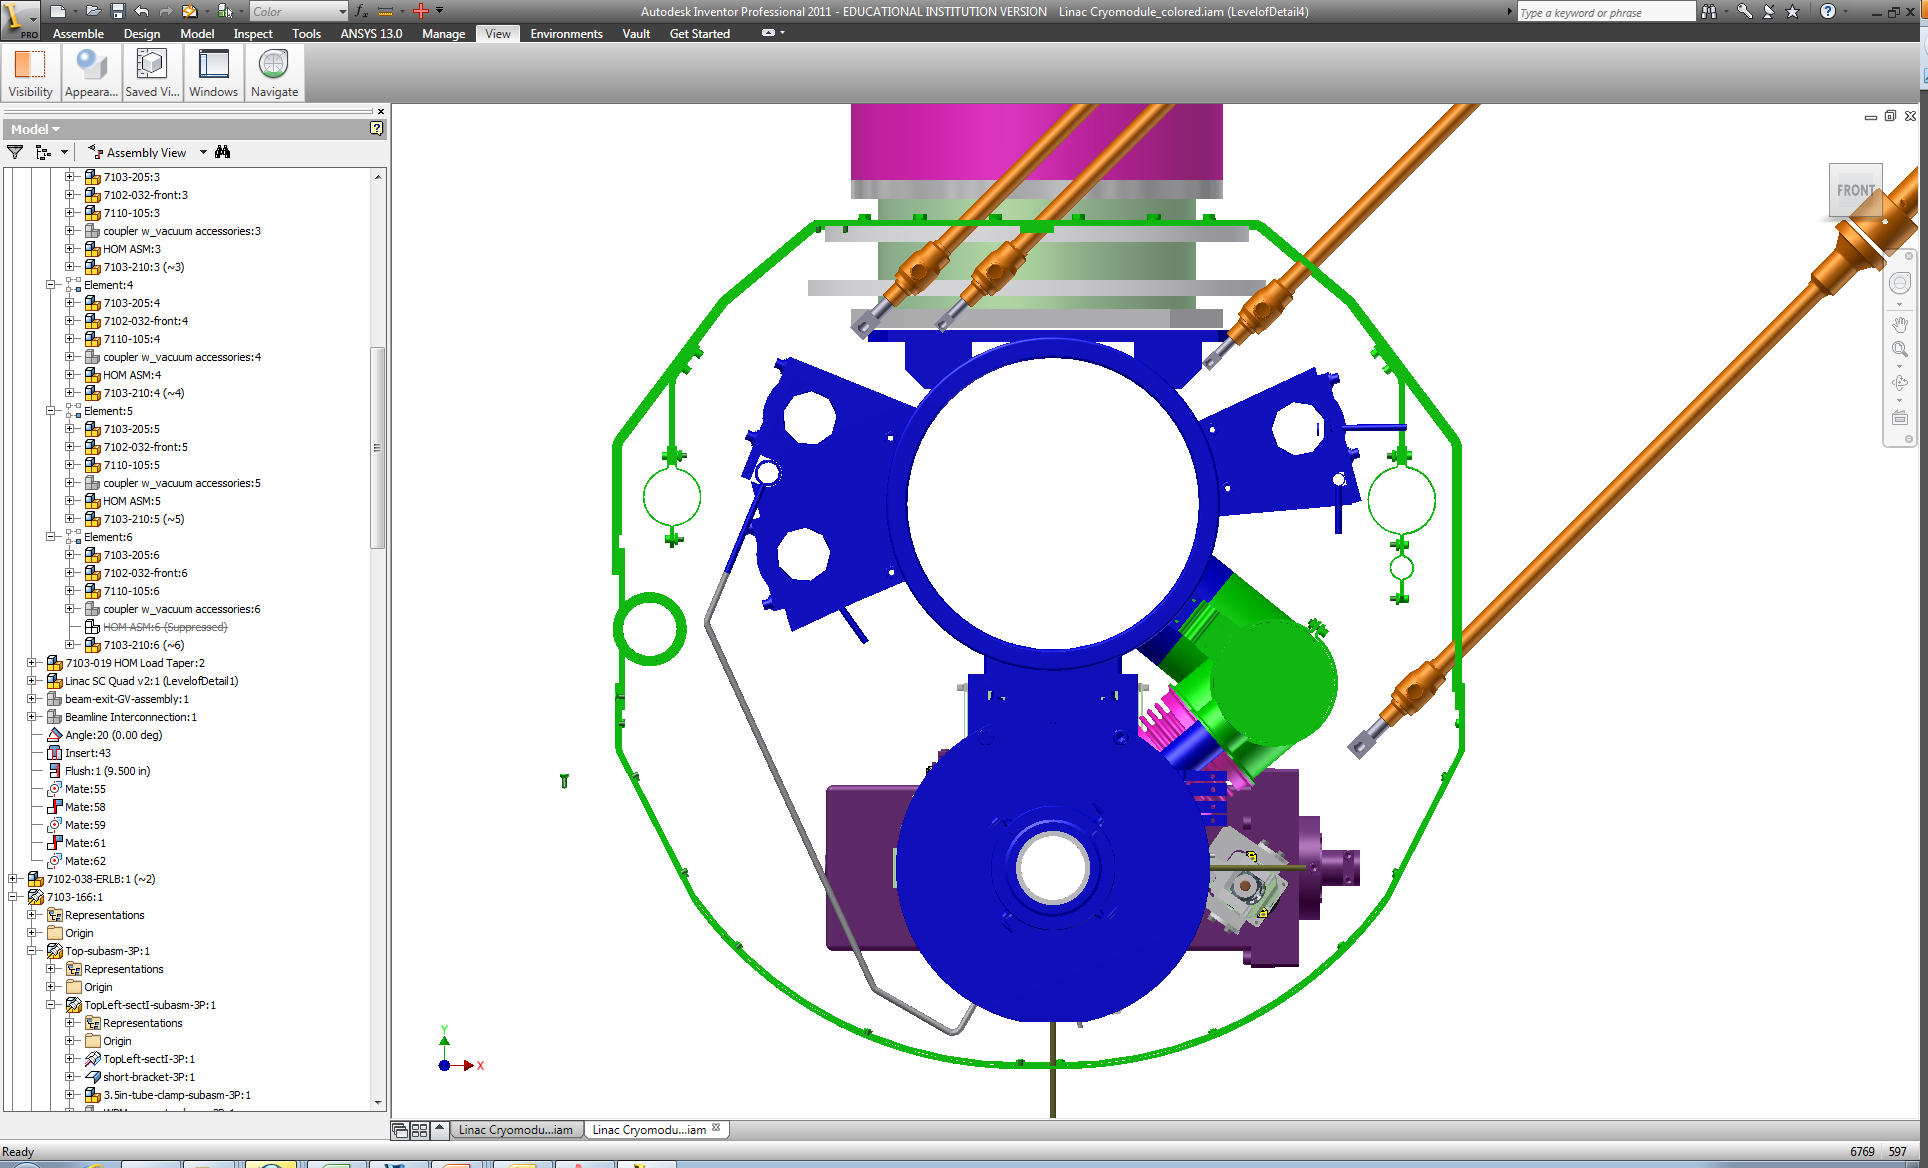 Color
Autodesk Inventor Professional 2011 - EDUCATIONAL INSTITUTION VERSION Linac Cryomodule_colored.iam (LevelofDetail4)
Type a keyword or phrase
PRO
Assemble Design Model Inspect Tools ANSYS 13.0 Manage View Environments Vault Get Started
Visibility Appeara... Saved Vi... Windows Navigate
Model
Assembly View
7103-205:3
7102-032-front:3
7110-105:3
coupler w_vacuum accessories:3
HOM ASM:3
7103-210:3 (~3)
Element:4
7103-205:4
7102-032-front:4
7110-105:4
coupler w_vacuum accessories:4
HOM ASM:4
7103-210:4 (~4)
Element:5
7103-205:5
7102-032-front:5
7110-105:5
coupler w_vacuum accessories:5
HOM ASM:5
7103-210:5 (~5)
Element:6
7103-205:6
7102-032-front:6
7110-105:6
coupler w_vacuum accessories:6
HOM ASM:6 (Suppressed)
7103-210:6 (~6)
7103-019 HOM Load Taper:2
Linac SC Quad v2:1 (LevelofDetail1)
beam-exit-GV-assembly:1
Beamline Interconnection:1
Angle:20 (0.00 deg)
Insert:43
Flush:1 (9.500 in)
Mate:55
Mate:58
Mate:59
Mate:61
Mate:62
7102-038-ERLB:1 (~2)
7103-166:1
Representations
Origin
Top-subasm-3P:1
Representations
Origin
TopLeft-sectI-subasm-3P:1
Representations
Origin
TopLeft-sectI-3P:1
short-bracket-3P:1
3.5in-tube-clamp-subasm-3P:1
FRONT
Y
X
Linac Cryomodu...iam Linac Cryomodu...iam
Ready
6769 597